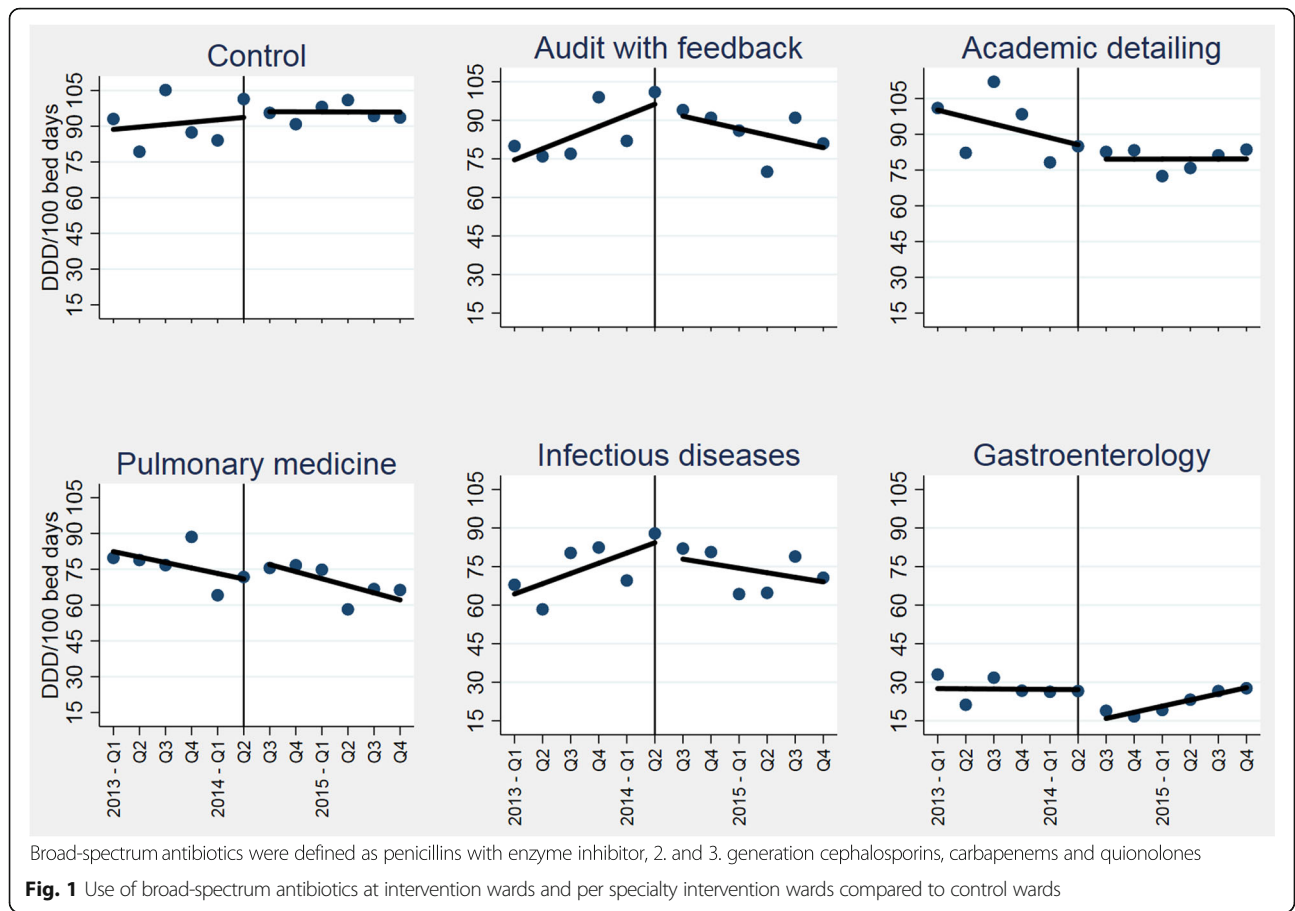 Control
Audit with feedback
Academic detailing
DDD/100 bed days
15 30 45 60 75 90 105
15 30 45 60 75 90 105
15 30 45 60 75 90 105
Pulmonary medicine
Infectious diseases
Gastroenterology
DDD/100 bed days
15 30 45 60 75 90 105
15 30 45 60 75 90 105
15 30 45 60 75 90 105
2013 - Q1
Q2
Q3
Q4
2014 - Q1
Q2
Q3
Q4
2015 - Q1
Q2
Q3
Q4
2013 - Q1
Q2
Q3
Q4
2014 - Q1
Q2
Q3
Q4
2015 - Q1
Q2
Q3
Q4
2013 - Q1
Q2
Q3
Q4
2014 - Q1
Q2
Q3
Q4
2015 - Q1
Q2
Q3
Q4
Broad-spectrum antibiotics were defined as penicillins with enzyme inhibitor, 2. and 3. generation cephalosporins, carbapenems and quionolones
Fig. 1 Use of broad-spectrum antibiotics at intervention wards and per specialty intervention wards compared to control wards